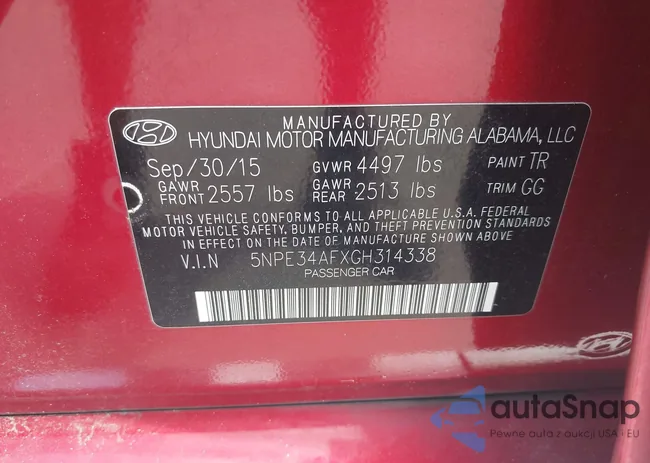 MANUFACTURED BY
HYUNDAI MOTOR MANUFACTURING ALABAMA, LLC
Sep/30/15 GVWR 4497 lbs PAINT TR
GAWR FRONT 2557 lbs GAWR REAR 2513 lbs TRIM GG
THIS VEHICLE CONFORMS TO ALL APPLICABLE U.S.A. FEDERAL
MOTOR VEHICLE SAFETY, BUMPER, AND THEFT PREVENTION STANDARDS
IN EFFECT ON THE DATE OF MANUFACTURE SHOWN ABOVE
V.I.N 5NPE34AFXGH314338
PASSENGER CAR
autaSnap
Pewne auta z aukcji USA i EU